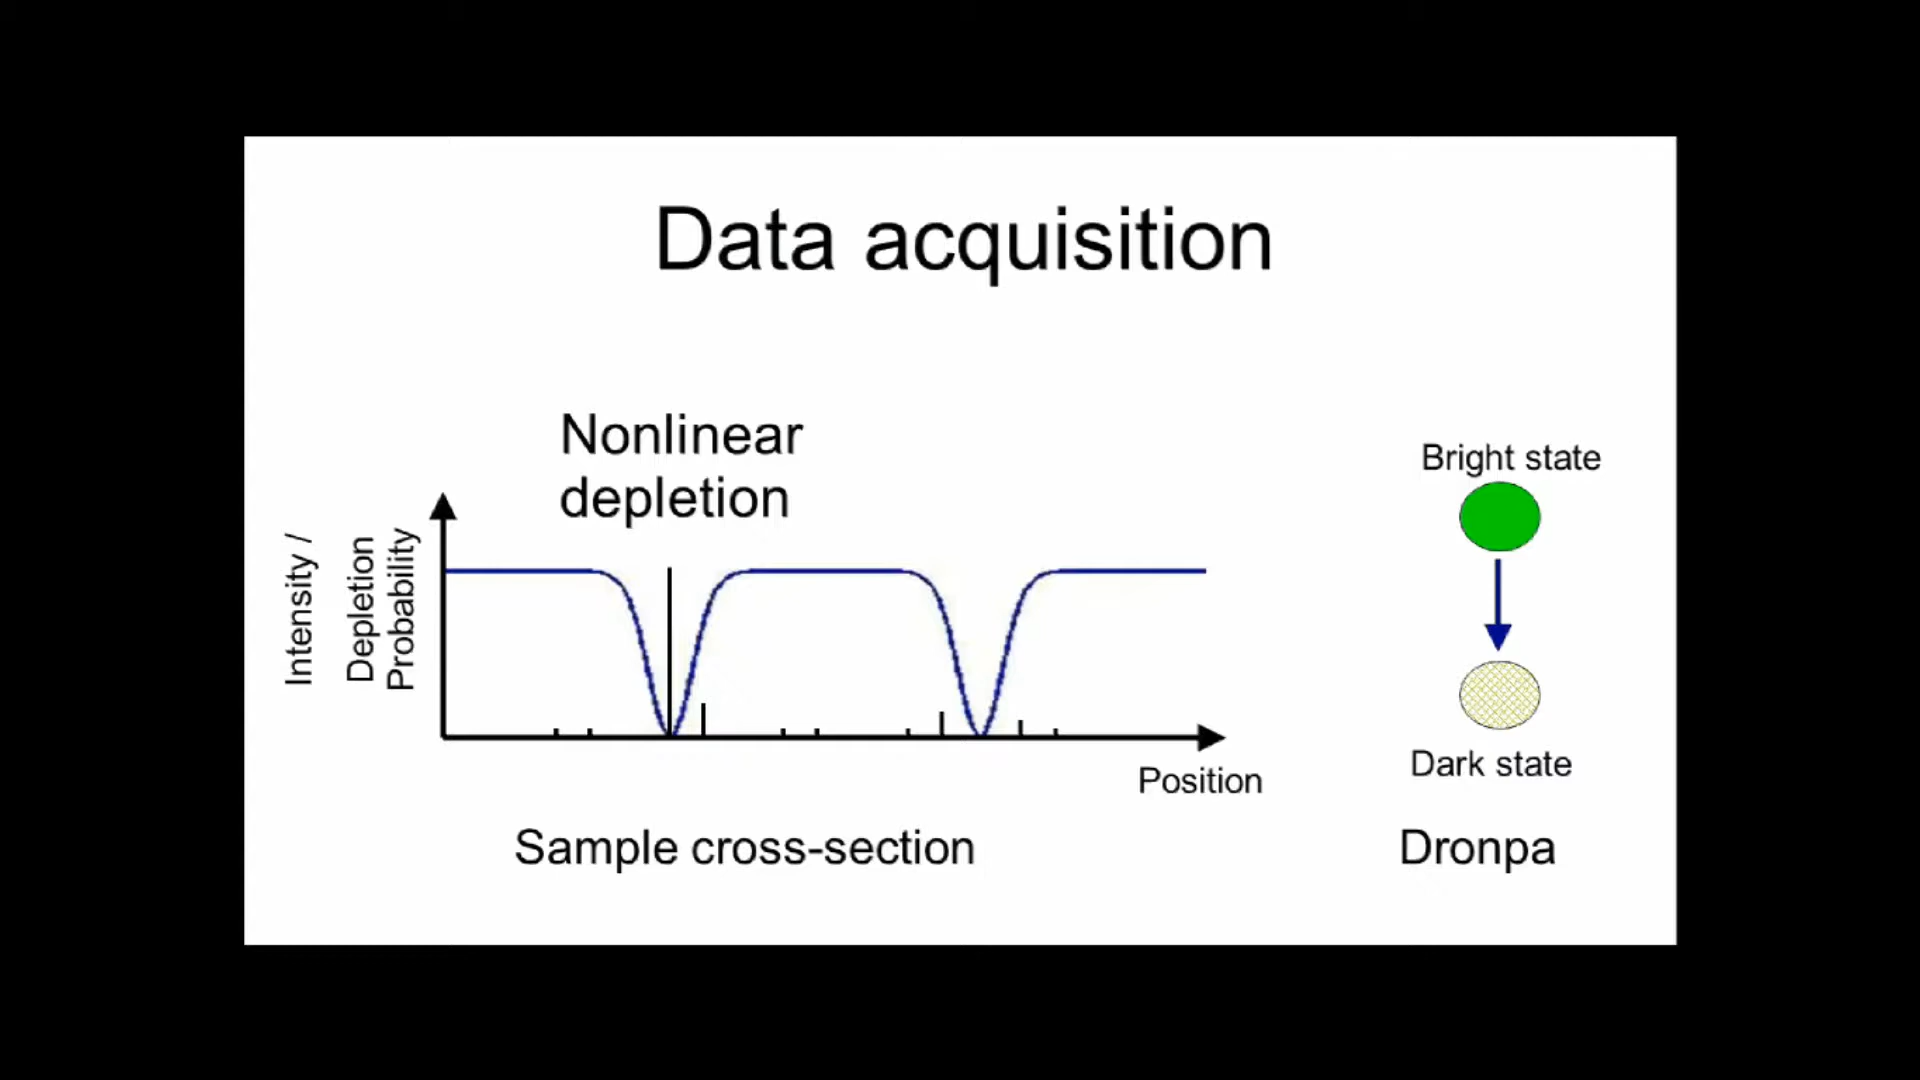 Data acquisition
Nonlinear
depletion
Intensity /
Depletion
Probability
Position
Sample cross-section
Bright state
Dark state
Dronpa